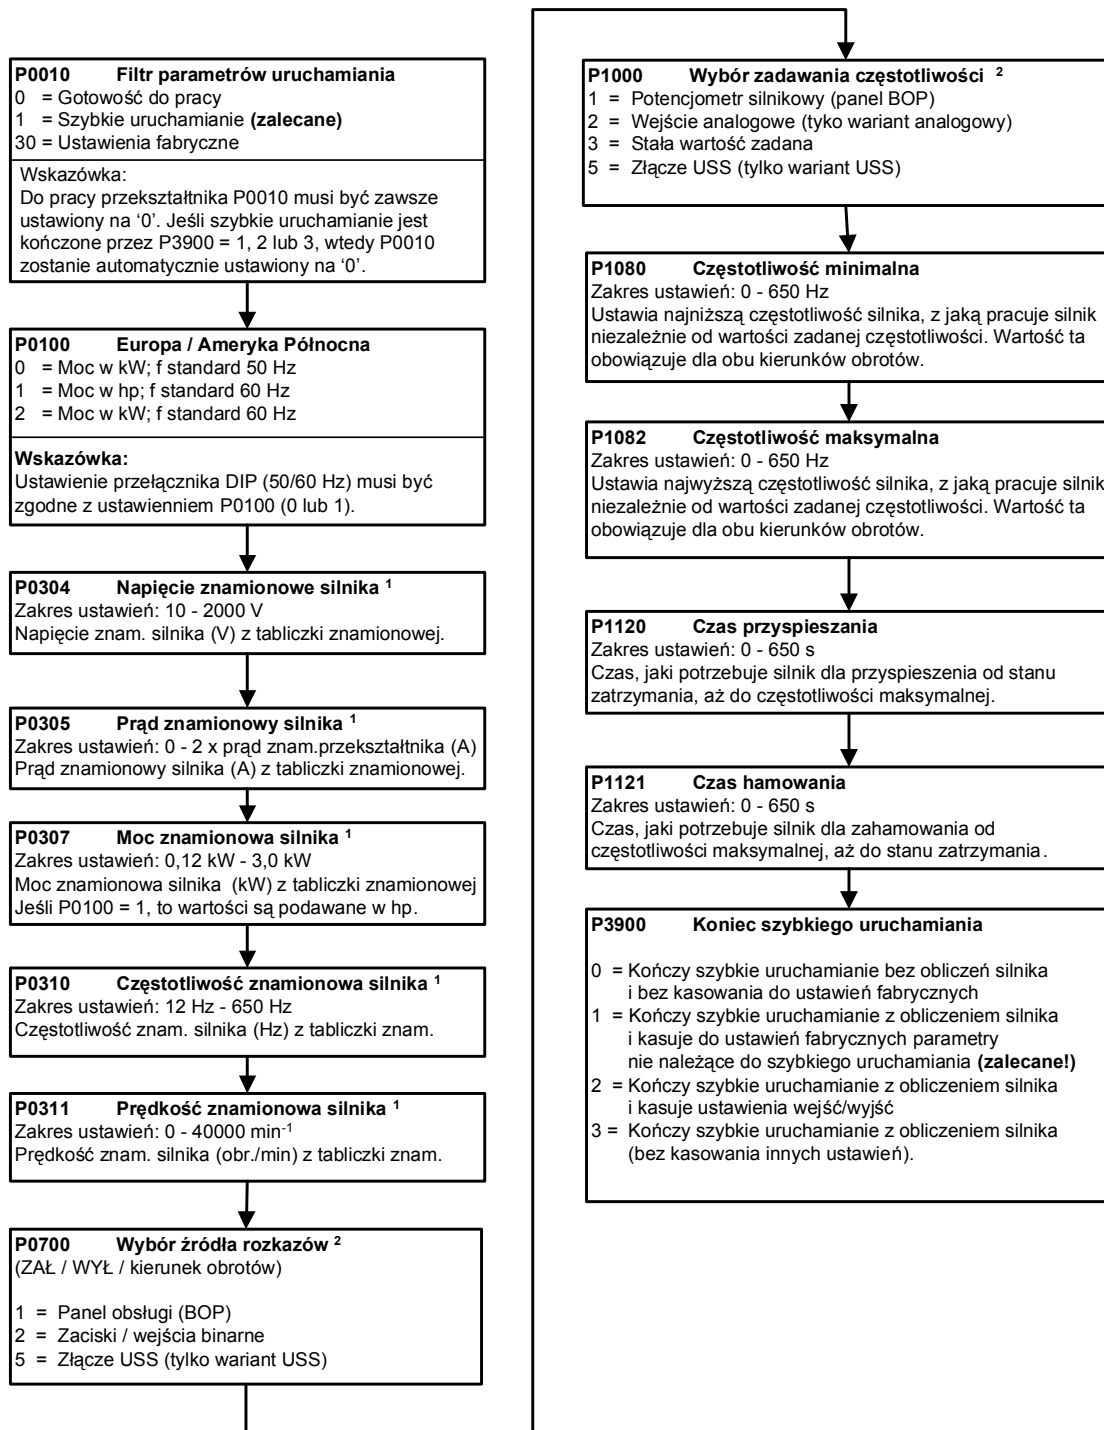 P0010 Filtr parametrów uruchamiania
0 = Gotowość do pracy
1 = Szybkie uruchamianie (zalecane)
30 = Ustawienia fabryczne
Wskazówka:
Do pracy przekształtnika P0010 musi być zawsze
ustawiony na ‘0’. Jeśli szybkie uruchamianie jest
kończone przez P3900 = 1, 2 lub 3, wtedy P0010
zostanie automatycznie ustawiony na ‘0’.
P0100 Europa / Ameryka Północna
0 = Moc w kW; f standard 50 Hz
1 = Moc w hp; f standard 60 Hz
2 = Moc w kW; f standard 60 Hz
Wskazówka:
Ustawienie przełącznika DIP (50/60 Hz) musi być
zgodne z ustawienniem P0100 (0 lub 1).
P0304 Napięcie znamionowe silnika ¹
Zakres ustawień: 10 - 2000 V
Napięcie znam. silnika (V) z tabliczki znamionowej.
P0305 Prąd znamionowy silnika ¹
Zakres ustawień: 0 - 2 x prąd znam.przekształtnika (A)
Prąd znamionowy silnika (A) z tabliczki znamionowej.
P0307 Moc znamionowa silnika ¹
Zakres ustawień: 0,12 kW - 3,0 kW
Moc znamionowa silnika (kW) z tabliczki znamionowej
Jeśli P0100 = 1, to wartości są podawane w hp.
P0310 Częstotliwość znamionowa silnika ¹
Zakres ustawień: 12 Hz - 650 Hz
Częstotliwość znam. silnika (Hz) z tabliczki znam.
P0311 Prędkość znamionowa silnika ¹
Zakres ustawień: 0 - 40000 min⁻¹
Prędkość znam. silnika (obr./min) z tabliczki znam.
P0700 Wybór źródła rozkazów ²
(ZAŁ / WYŁ / kierunek obrotów)
1 = Panel obsługi (BOP)
2 = Zaciski / wejścia binarne
5 = Złącze USS (tylko wariant USS)
P1000 Wybór zadawania częstotliwości ²
1 = Potencjometr silnikowy (panel BOP)
2 = Wejście analogowe (tyko wariant analogowy)
3 = Stała wartość zadana
5 = Złącze USS (tylko wariant USS)
P1080 Częstotliwość minimalna
Zakres ustawień: 0 - 650 Hz
Ustawia najniższą częstotliwość silnika, z jaką pracuje silnik
niezależnie od wartości zadanej częstotliwości. Wartość ta
obowiązuje dla obu kierunków obrotów.
P1082 Częstotliwość maksymalna
Zakres ustawień: 0 - 650 Hz
Ustawia najwyższą częstotliwość silnika, z jaką pracuje silnik
niezależnie od wartości zadanej częstotliwości. Wartość ta
obowiązuje dla obu kierunków obrotów.
P1120 Czas przyspieszania
Zakres ustawień: 0 - 650 s
Czas, jaki potrzebuje silnik dla przyspieszenia od stanu
zatrzymania, aż do częstotliwości maksymalnej.
P1121 Czas hamowania
Zakres ustawień: 0 - 650 s
Czas, jaki potrzebuje silnik dla zahamowania od
częstotliwości maksymalnej, aż do stanu zatrzymania.
P3900 Koniec szybkiego uruchamiania
0 = Kończy szybkie uruchamianie bez obliczeń silnika
i bez kasowania do ustawień fabrycznych
1 = Kończy szybkie uruchamianie z obliczeniem silnika
i kasuje do ustawień fabrycznych parametry
nie należące do szybkiego uruchamiania (zalecane!)
2 = Kończy szybkie uruchamianie z obliczeniem silnika
i kasuje ustawienia wejść/wyjść
3 = Kończy szybkie uruchamianie z obliczeniem silnika
(bez kasowania innych ustawień).